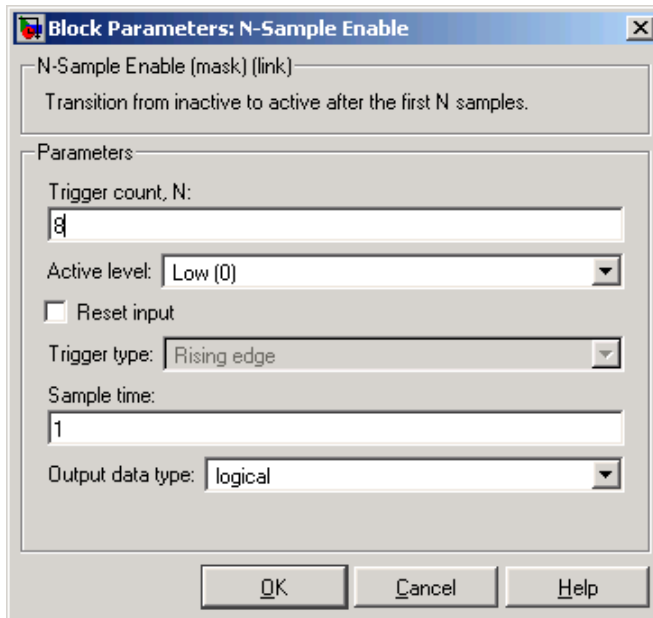 Block Parameters: N-Sample Enable
N-Sample Enable (mask) (link)
Transition from inactive to active after the first N samples.
Parameters
Trigger count, N:
8
Active level: Low (0)
Reset input
Trigger type: Rising edge
Sample time:
1
Output data type: logical
OK Cancel Help